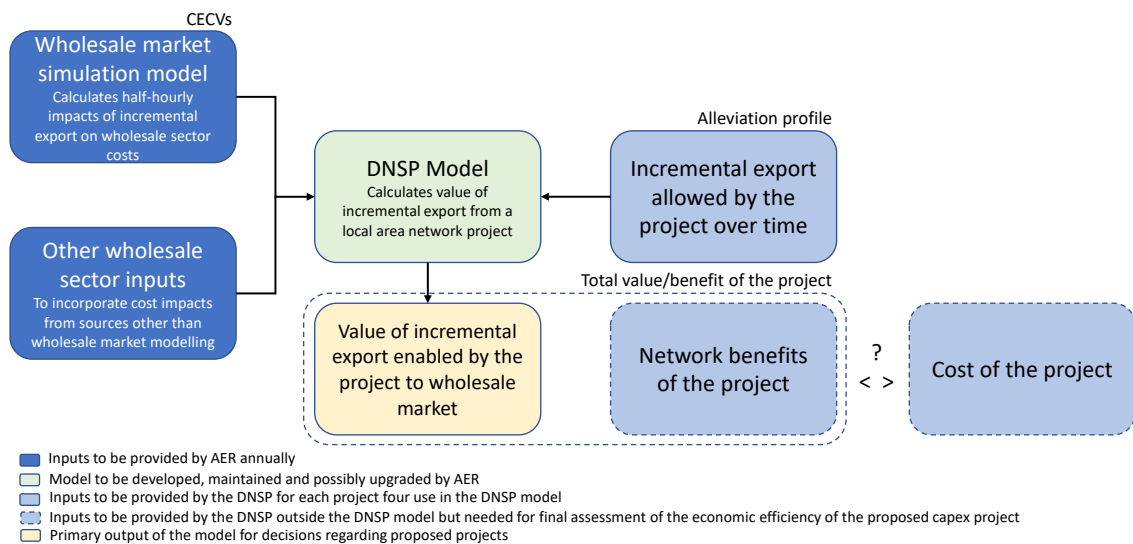 CECVs
Wholesale market
simulation model
Calculates half-hourly
impacts of incremental
export on wholesale sector
costs
Other wholesale
sector inputs
To incorporate cost impacts
from sources other than
wholesale market modelling
DNSP Model
Calculates value of
incremental export from a
local area network project
Alleviation profile
Incremental export
allowed by the
project over time
Total value/benefit of the project
Value of incremental
export enabled by the
project to wholesale
market
Network benefits
of the project
?
< >
Cost of the project
Inputs to be provided by AER annually
Model to be developed, maintained and possibly upgraded by AER
Inputs to be provided by the DNSP for each project four use in the DNSP model
Inputs to be provided by the DNSP outside the DNSP model but needed for final assessment of the economic efficiency of the proposed capex project
Primary output of the model for decisions regarding proposed projects